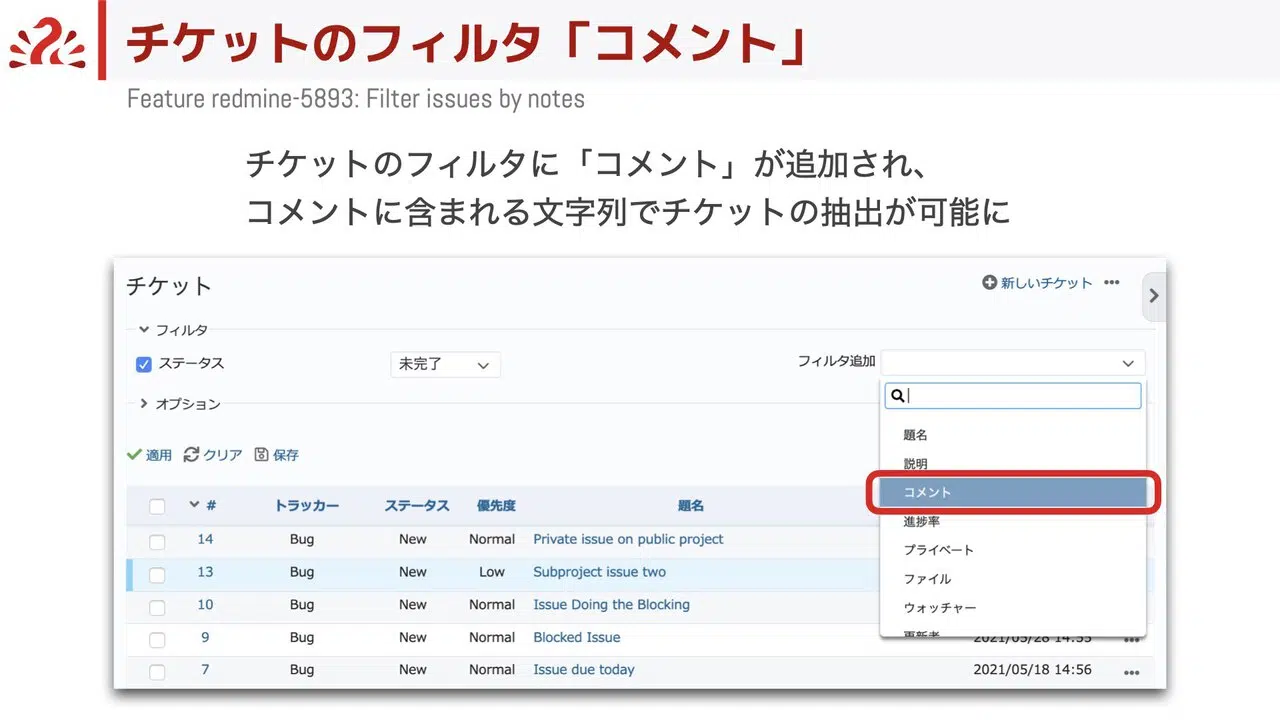 チケットのフィルタ「コメント」
Feature redmine-5893: Filter issues by notes
チケットのフィルタに「コメント」が追加され、
コメントに含まれる文字列でチケットの抽出が可能に
チケット
新しいチケット
フィルタ
ステータス 未完了 フィルタ追加
オプション
適用 クリア 保存
題名
説明
コメント
進捗率
プライベート
ファイル
ウォッチャー
更新者
# トラッカー ステータス 優先度 題名
14 Bug New Normal Private issue on public project
13 Bug New Low Subproject issue two
10 Bug New Normal Issue Doing the Blocking
9 Bug New Normal Blocked Issue 2021/05/28 14:55
7 Bug New Normal Issue due today 2021/05/18 14:56